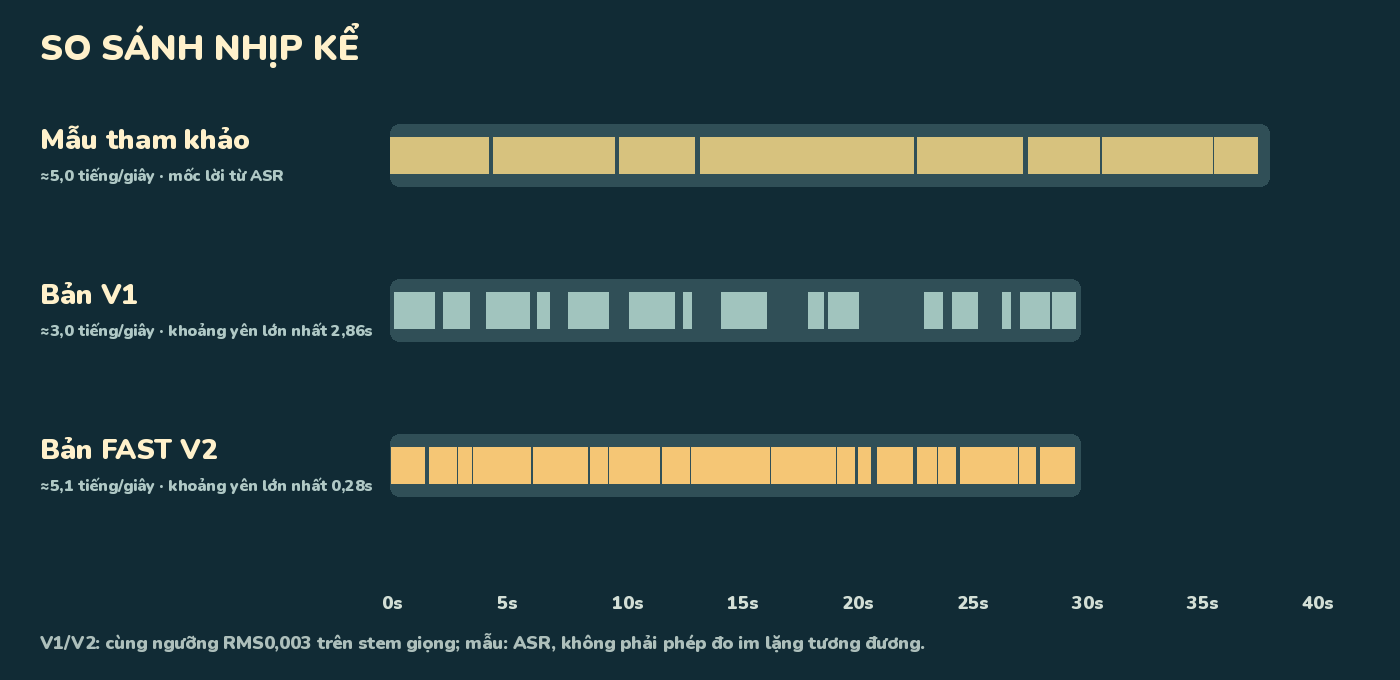 SO SÁNH NHỊP KỂ
Mẫu tham khảo
≈5,0 tiếng/giây · mốc lời từ ASR
Bản V1
≈3,0 tiếng/giây · khoảng yên lớn nhất 2,86s
Bản FAST V2
≈5,1 tiếng/giây · khoảng yên lớn nhất 0,28s
0s 5s 10s 15s 20s 25s 30s 35s 40s
V1/V2: cùng ngưỡng RMS0,003 trên stem giọng; mẫu: ASR, không phải phép đo im lặng tương đương.